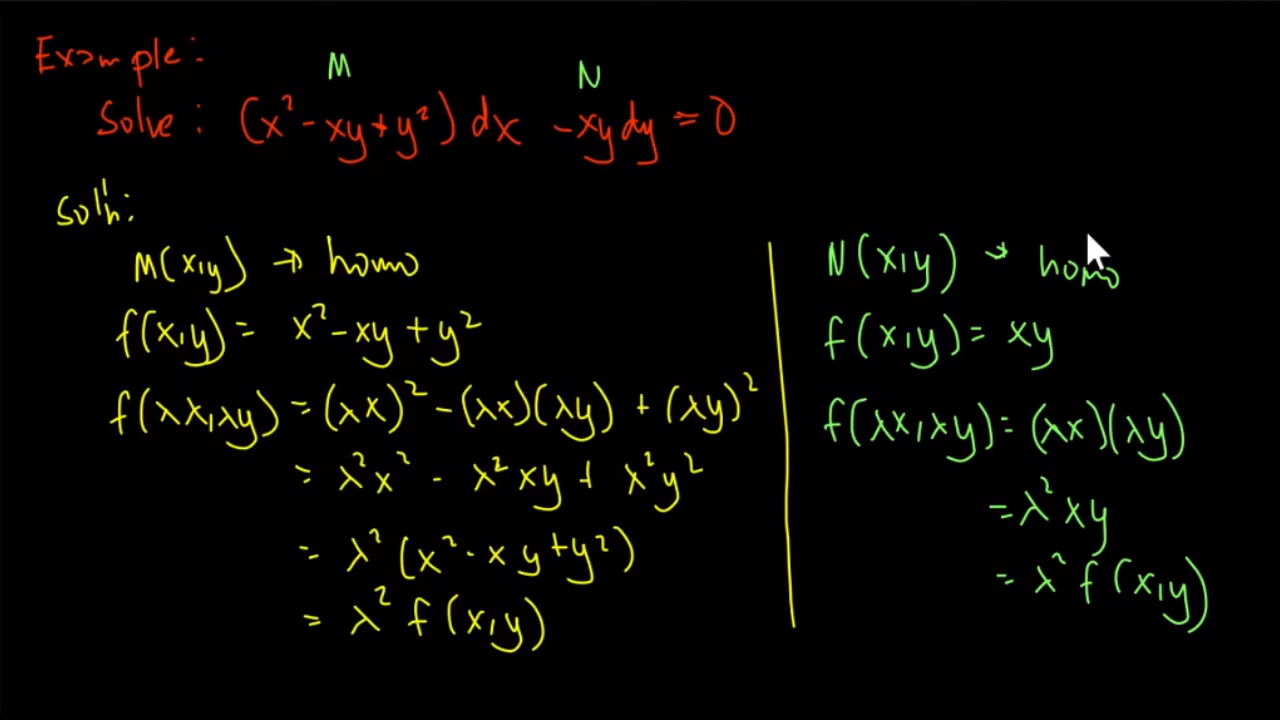 Example:
M N
Solve: (x² - xy + y²) dx - xy dy = 0
Sol'n:
M(x,y) → homo
f(x,y) = x² - xy + y²
f(λx,λy) = (λx)² - (λx)(λy) + (λy)²
= λ²x² - λ²xy + λ²y²
= λ²(x² - xy + y²)
= λ² f(x,y)
N(x,y) → homo
f(x,y) = xy
f(λx,λy) = (λx)(λy)
= λ²xy
= λ² f(x,y)